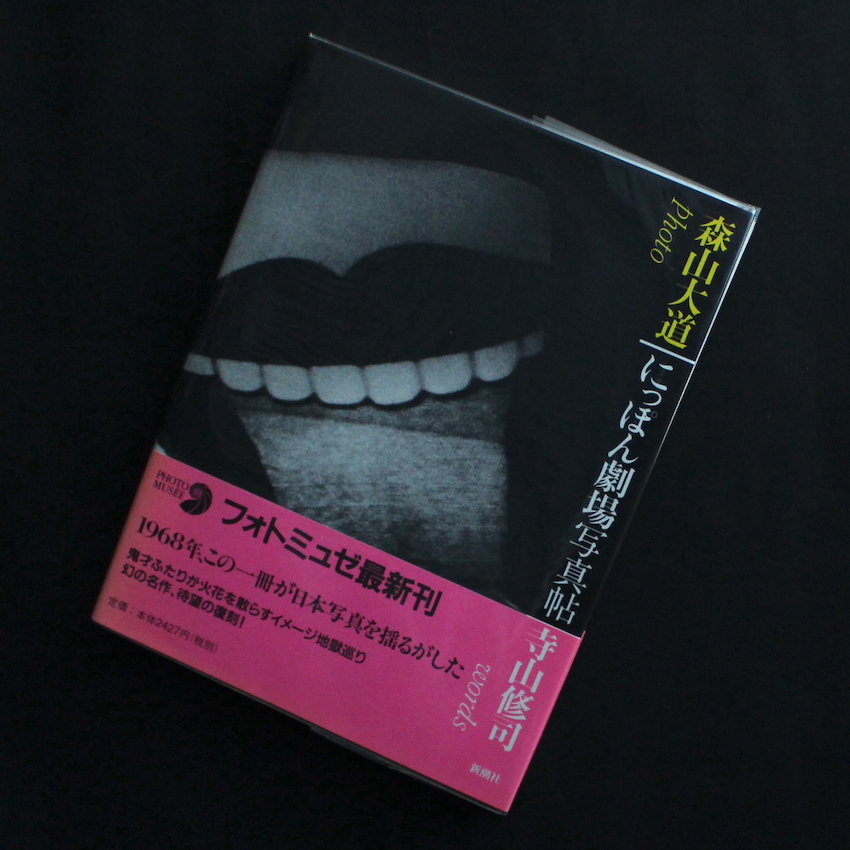 森山大道
Photo
にっぽん劇場写真帖
寺山修司
words
新潮社
PHOTO
MUSÉE
フォトミュゼ最新刊
1968年、この一冊が日本写真を揺るがした
鬼才ふたりが火花を散らすイメージ地獄巡り
幻の名作、待望の復刻!
定価:本体2427円(税別)